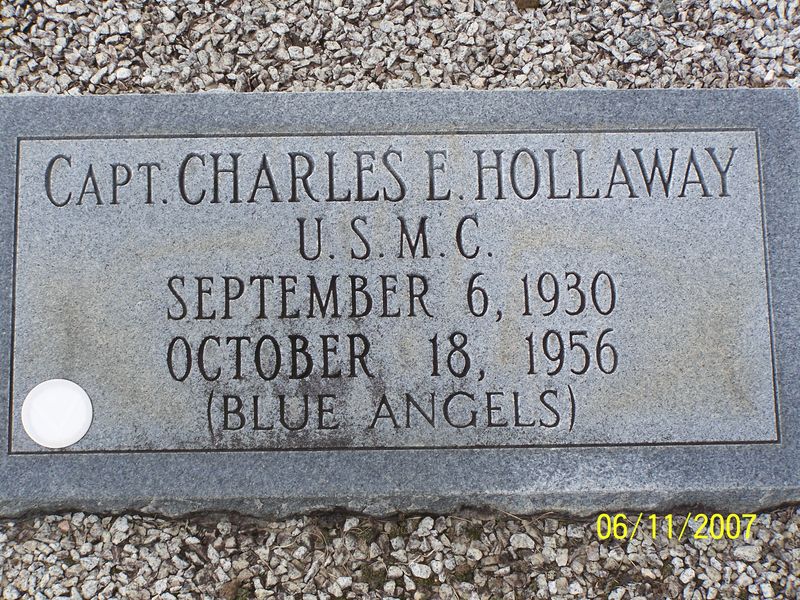 CAPT. CHARLES E. HOLLAWAY
U.S.M.C.
SEPTEMBER 6, 1930
OCTOBER 18, 1956
(BLUE ANGELS)
06/11/2007